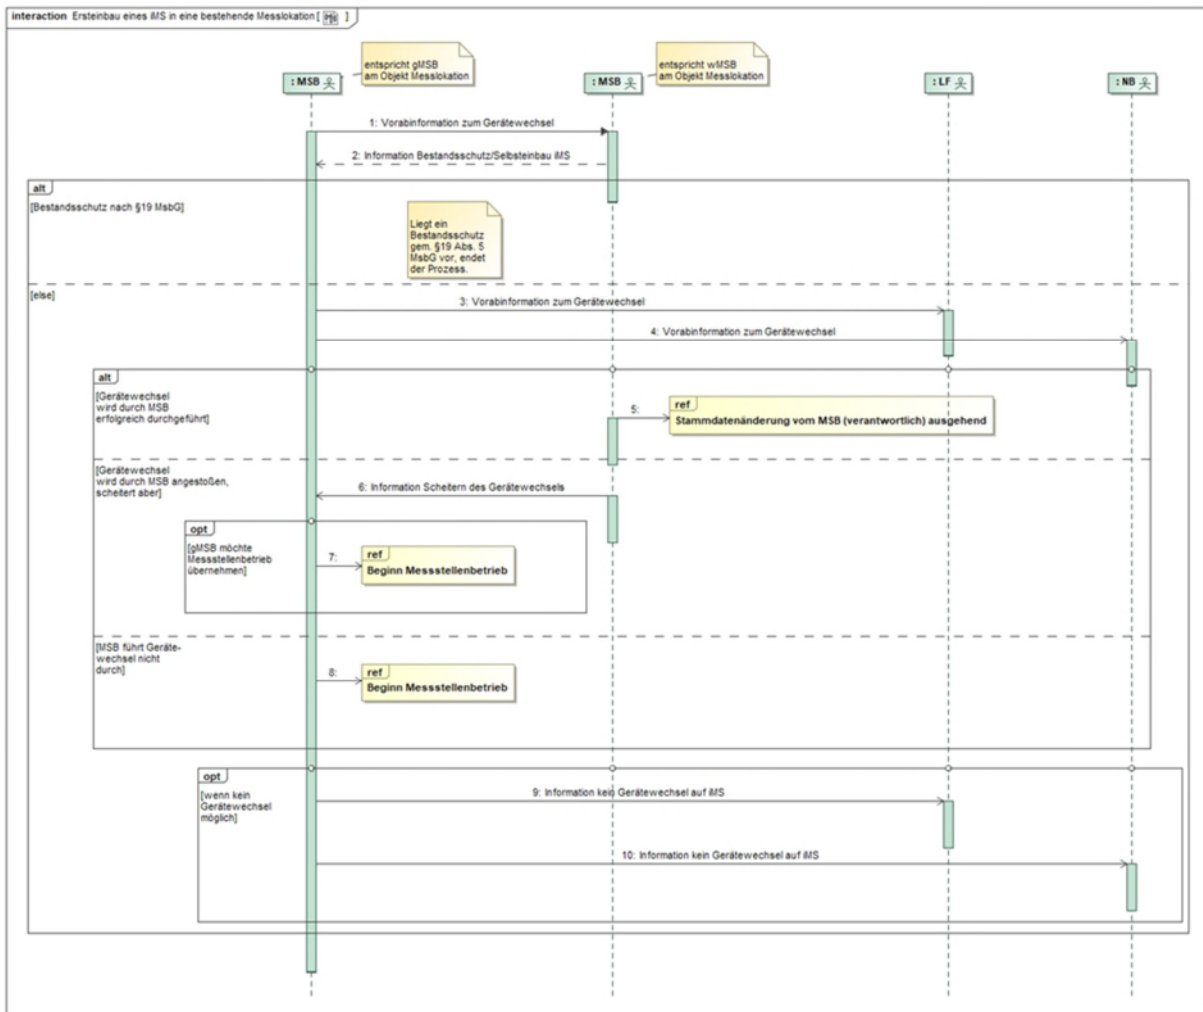 interaction Ersteinbau eines iMS in eine bestehende Messlokation [ ]
entspricht gMSB
am Objekt Messlokation
entspricht wMSB
am Objekt Messlokation
: MSB
: MSB
: LF
: NB
1: Vorabinformation zum Gerätewechsel
2: Information Bestandsschutz/Selbsteinbau iMS
alt
[Bestandsschutz nach §19 MsbG]
Liegt ein
Bestandsschutz
gem. §19 Abs. 5
MsbG vor, endet
der Prozess.
[else]
3: Vorabinformation zum Gerätewechsel
4: Vorabinformation zum Gerätewechsel
alt
[Gerätewechsel
wird durch MSB
erfolgreich durchgeführt]
5:
ref
Stammdatenänderung vom MSB (verantwortlich) ausgehend
[Gerätewechsel
wird durch MSB angestoßen,
scheitert aber]
6: Information Scheitern des Gerätewechsels
opt
[gMSB möchte
Messstellenbetrieb
übernehmen]
7:
ref
Beginn Messstellenbetrieb
[MSB führt Geräte-
wechsel nicht
durch]
8:
ref
Beginn Messstellenbetrieb
opt
[wenn kein
Gerätewechsel
möglich]
9: Information kein Gerätewechsel auf iMS
10: Information kein Gerätewechsel auf iMS